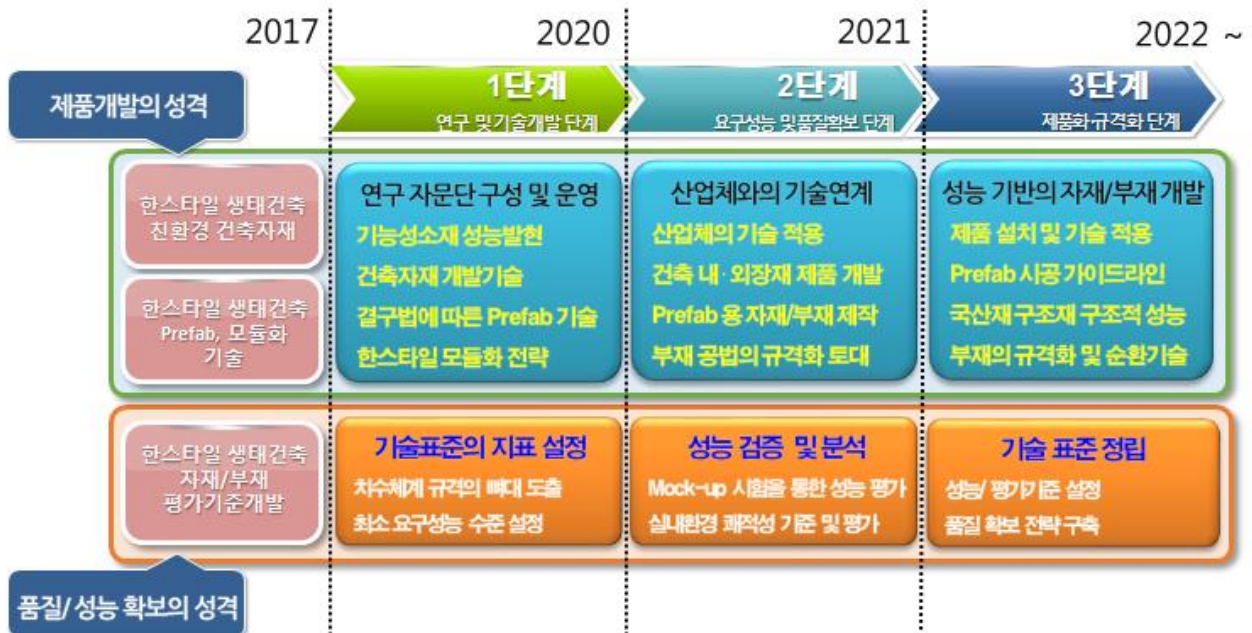 2017
2020
2021
2022 ~
제품개발의 성격
1단계
연구 및 기술개발 단계
2단계
요구성능 및 품질확보 단계
3단계
제품화·규격화 단계
한스타일 생태건축
친환경 건축자재
한스타일 생태건축
Prefab, 모듈화
기술
연구 자문단 구성 및 운영
기능성소재 성능발현
건축자재 개발기술
결구법에 따른 Prefab 기술
한스타일 모듈화 전략
산업체와의 기술연계
산업체의 기술 적용
건축 내·외장재 제품 개발
Prefab 용 자재/부재 제작
부재 공법의 규격화 토대
성능 기반의 자재/부재 개발
제품 설치 및 기술 적용
Prefab 시공 가이드라인
국산재 구조재 구조적 성능
부재의 규격화 및 순환기술
한스타일 생태건축
자재/부재
평가기준개발
기술표준의 지표 설정
치수체계 규격의 뼈대 도출
최소 요구성능 수준 설정
성능 검증 및 분석
Mock-up 시험을 통한 성능 평가
실내환경 쾌적성 기준 및 평가
기술 표준 정립
성능/ 평가기준 설정
품질 확보 전략 구축
품질/ 성능 확보의 성격